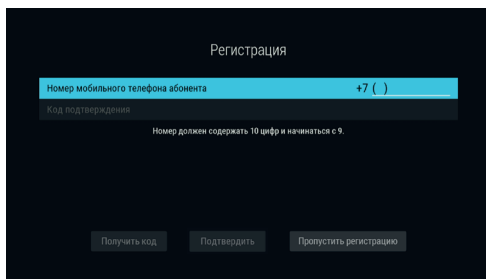 Регистрация
Номер мобильного телефона абонента +7 ( )
Код подтверждения
Номер должен содержать 10 цифр и начинаться с 9.
Получить код Подтвердить Пропустить регистрацию